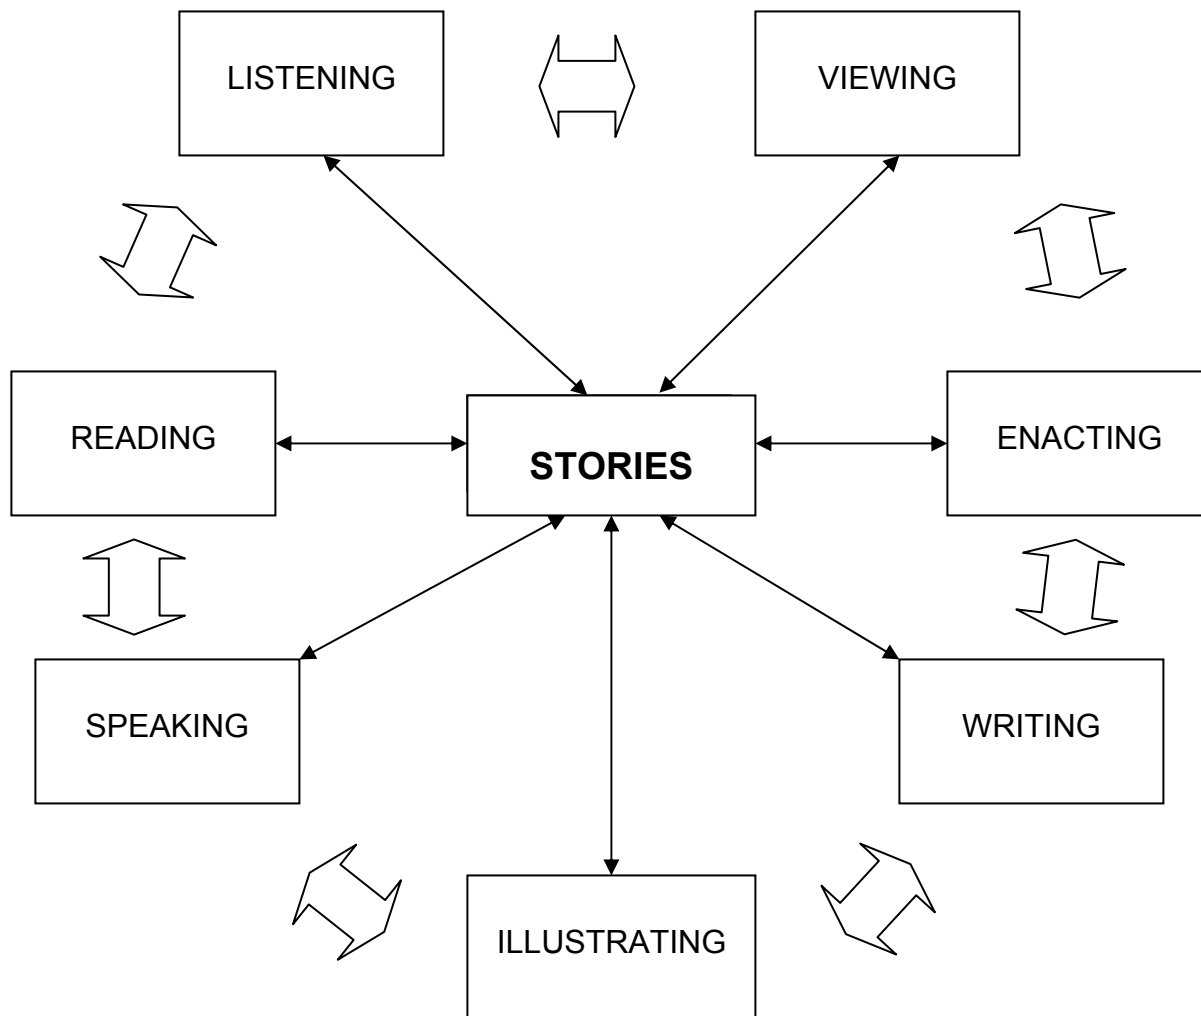 LISTENING
VIEWING
READING
STORIES
ENACTING
SPEAKING
WRITING
ILLUSTRATING